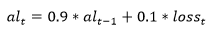 al_t = 0.9 * al_{t-1} + 0.1 * loss_t